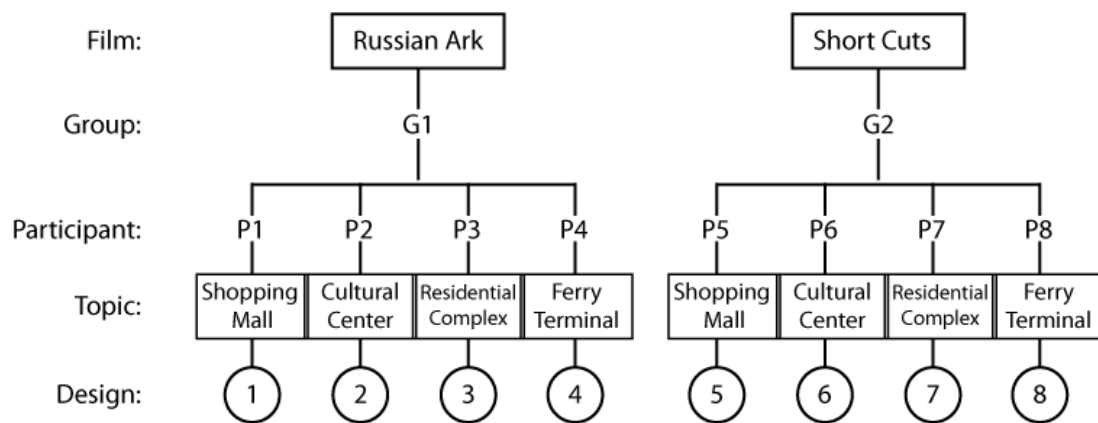 Film: Russian Ark Short Cuts
Group: G1 G2
Participant: P1 P2 P3 P4 P5 P6 P7 P8
Topic: Shopping Mall Cultural Center Residential Complex Ferry Terminal Shopping Mall Cultural Center Residential Complex Ferry Terminal
Design: 1 2 3 4 5 6 7 8